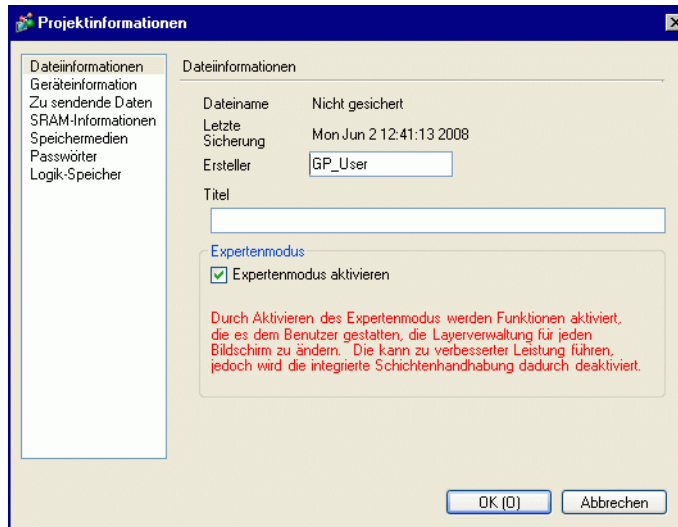 Projektinformationen
Dateiinformationen
Geräteinformation
Zu sendende Daten
SRAM-Informationen
Speichermedien
Passwörter
Logik-Speicher
Dateiinformationen
Dateiname Nicht gesichert
Letzte
Sicherung Mon Jun 2 12:41:13 2008
Ersteller GP_User
Titel
Expertenmodus
Expertenmodus aktivieren
Durch Aktivieren des Expertenmodus werden Funktionen aktiviert,
die es dem Benutzer gestatten, die Layerverwaltung für jeden
Bildschirm zu ändern. Die kann zu verbesserter Leistung führen,
jedoch wird die integrierte Schichtenhandhabung dadurch deaktiviert.
OK (O) Abbrechen